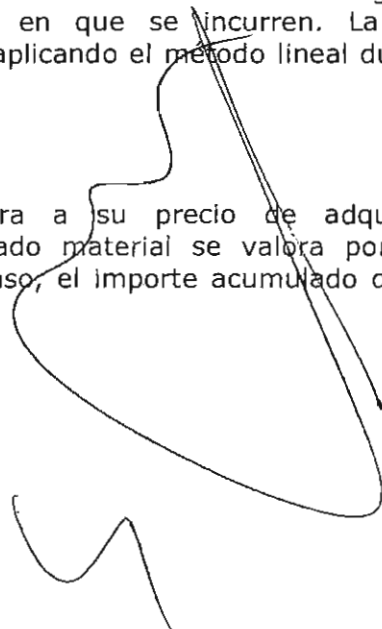 en que se incurren. La
aplicando el método lineal du
ra a su precio de adqu
ado material se valora por
aso, el importe acumulado d